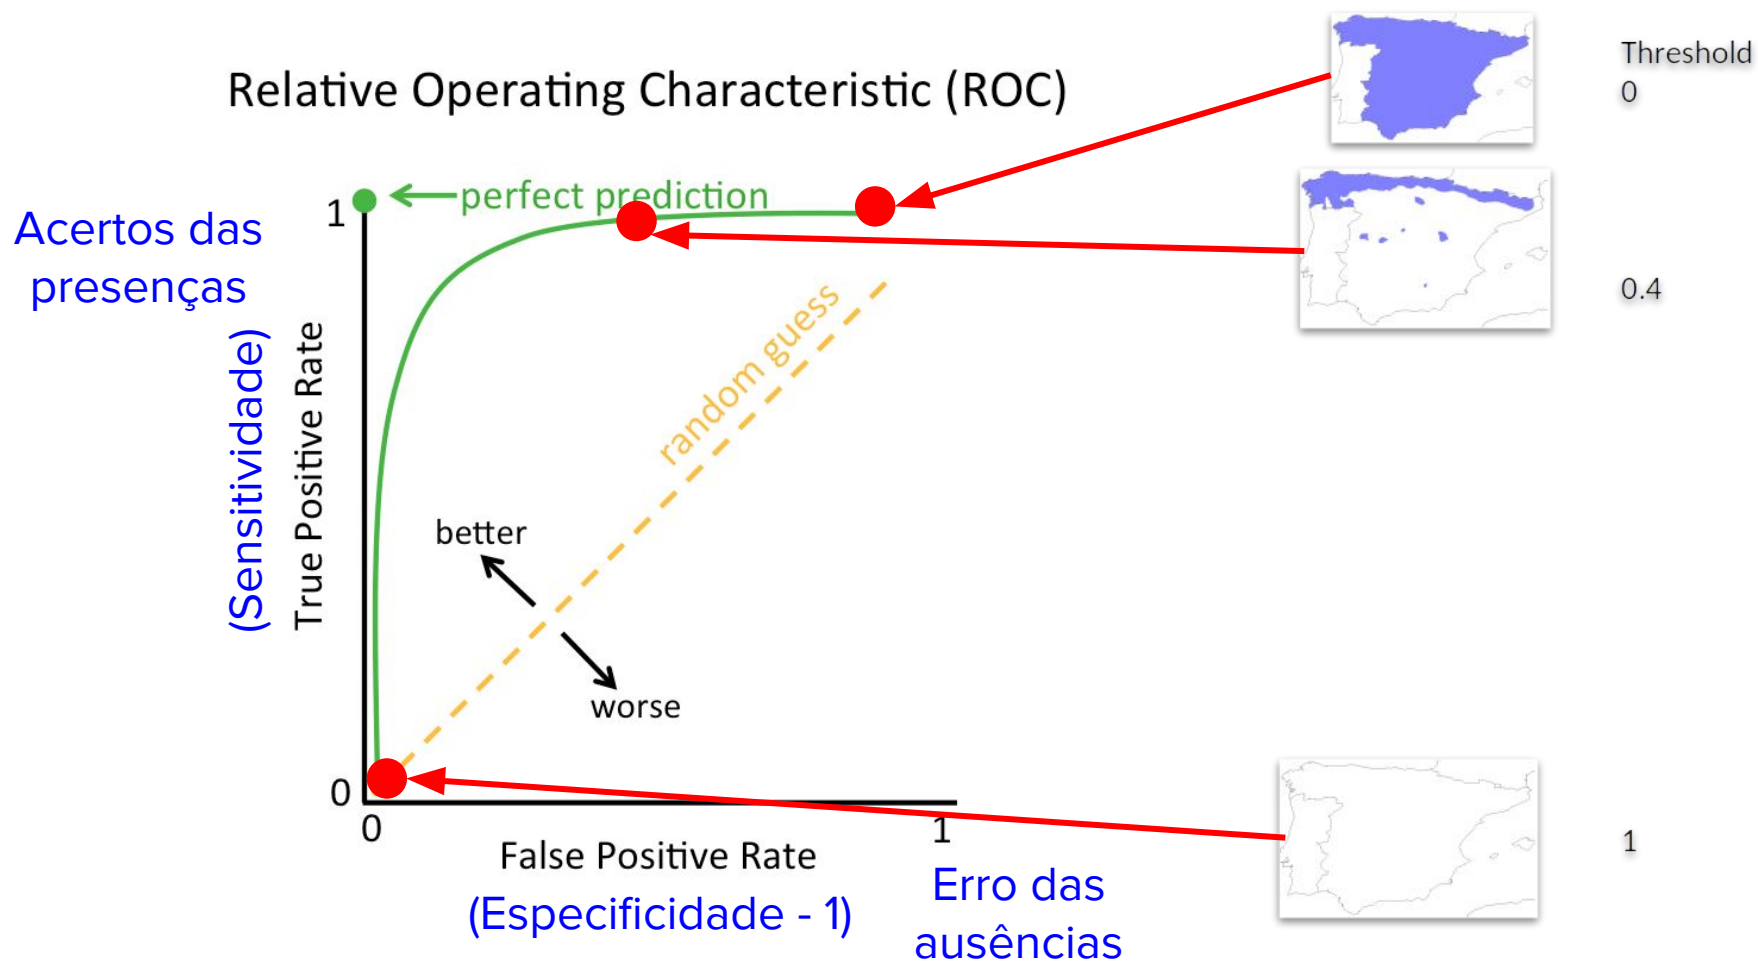 Relative Operating Characteristic (ROC)
Threshold
0
perfect prediction
1
Acertos das
presenças
(Sensitividade)
True Positive Rate
0.4
random guess
better
worse
0
0
1
1
False Positive Rate
(Especificidade - 1)
Erro das
ausências